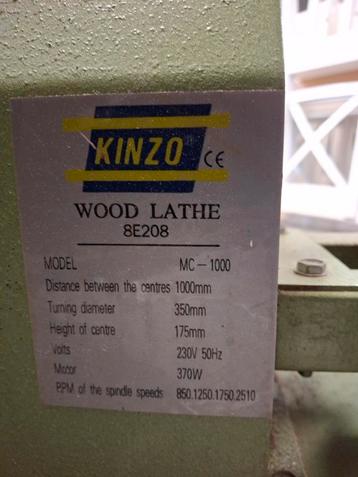 KINZO CE
WOOD LATHE
8E208
MODEL MC-1000
Distance between the centres 1000mm
Turning diameter 350mm
Height of centre 175mm
Volts 230V 50Hz
Motor 370W
P.P.M of the spindle speeds 850.1250.1750.2510